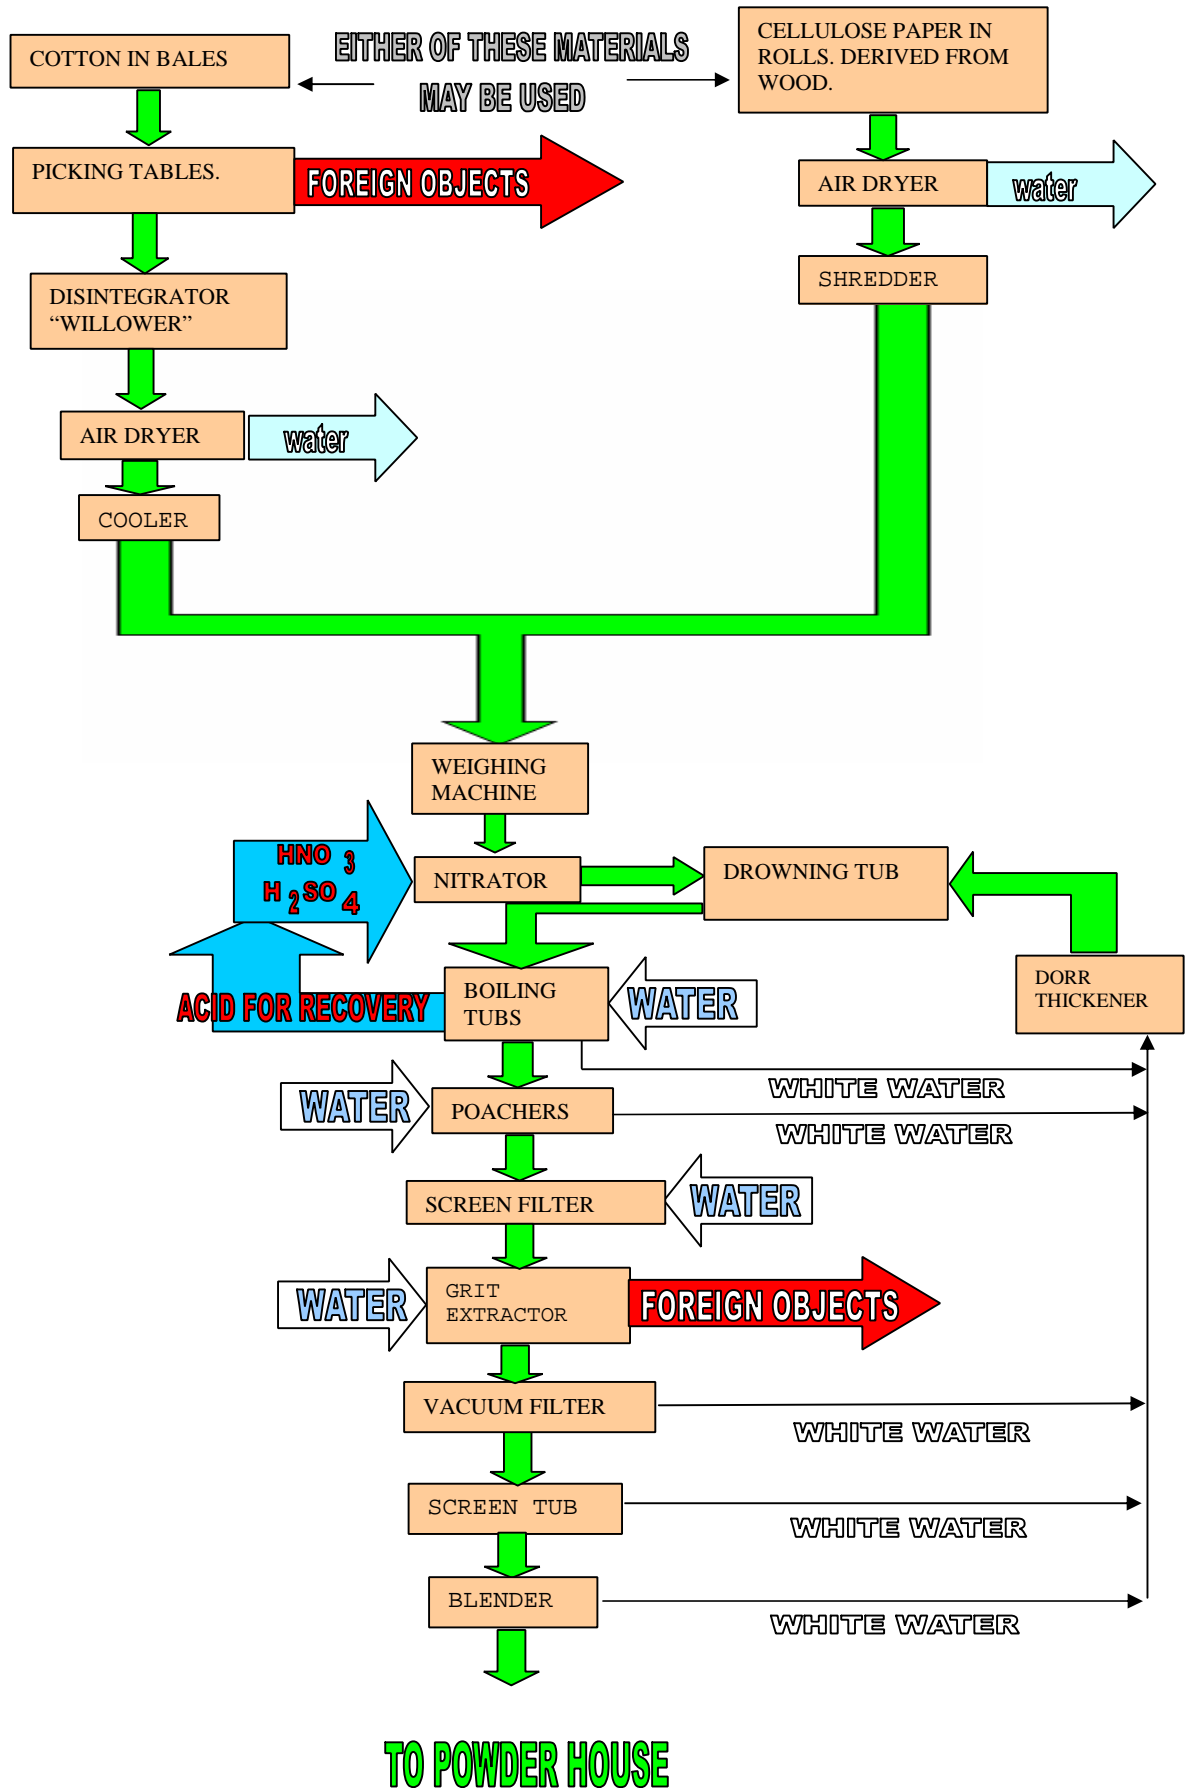 COTTON IN BALES
EITHER OF THESE MATERIALS
MAY BE USED
CELLULOSE PAPER IN
ROLLS. DERIVED FROM
WOOD.
PICKING TABLES.
FOREIGN OBJECTS
AIR DRYER
water
DISINTEGRATOR
“WILLOWER”
SHREDDER
AIR DRYER
water
COOLER
WEIGHING
MACHINE
HNO 3
H 2 SO 4
NITRATOR
DROWNING TUB
ACID FOR RECOVERY
BOILING
TUBS
WATER
DORR
THICKENER
WHITE WATER
WATER
POACHERS
WHITE WATER
SCREEN FILTER
WATER
WATER
GRIT
EXTRACTOR
FOREIGN OBJECTS
VACUUM FILTER
WHITE WATER
SCREEN TUB
WHITE WATER
BLENDER
WHITE WATER
TO POWDER HOUSE